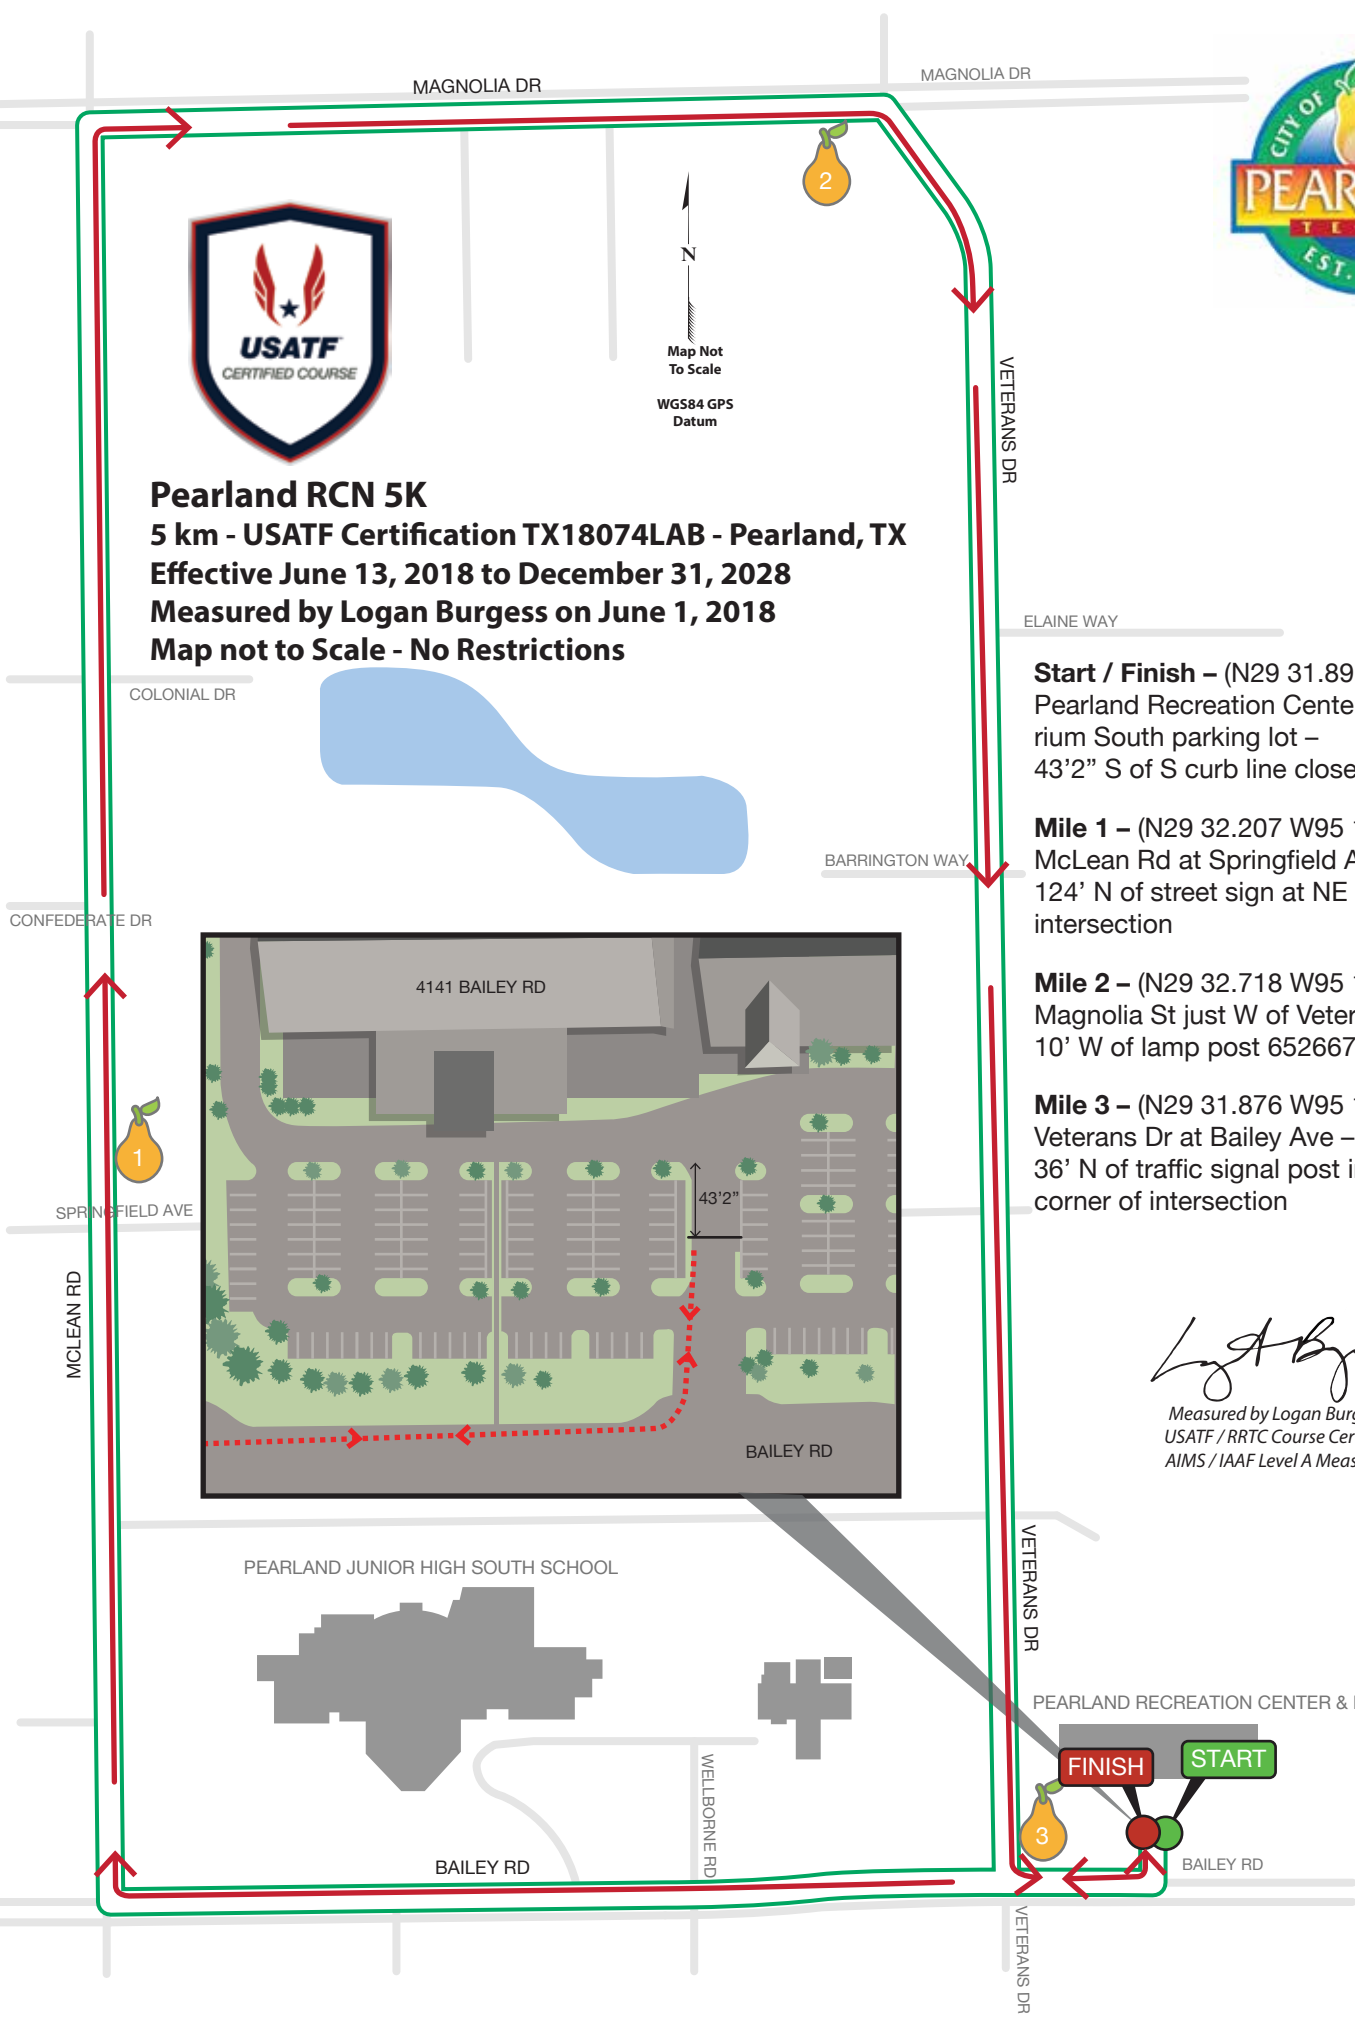 MAGNOLIA DR
MAGNOLIA DR
CITY OF
EST.
2
USATF
CERTIFIED COURSE
N
Map Not
To Scale
WGS84 GPS
Datum
VETERANS DR
Pearland RCN 5K
5 km - USATF Certification TX18074LAB - Pearland, TX
Effective June 13, 2018 to December 31, 2028
Measured by Logan Burgess on June 1, 2018
Map not to Scale - No Restrictions
ELAINE WAY
COLONIAL DR
Start / Finish – (N29 31.89
Pearland Recreation Cente
rium South parking lot –
43’2” S of S curb line close
Mile 1 – (N29 32.207 W95 1
McLean Rd at Springfield A
124’ N of street sign at NE
intersection
BARRINGTON WAY
CONFEDERATE DR
Mile 2 – (N29 32.718 W95 1
Magnolia St just W of Veter
10’ W of lamp post 652667
Mile 3 – (N29 31.876 W95 1
Veterans Dr at Bailey Ave –
36’ N of traffic signal post i
corner of intersection
4141 BAILEY RD
43’2”
BAILEY RD
1
SPRINGFIELD AVE
MCLEAN RD
Measured by Logan Burg
USATF / RRTC Course Cer
AIMS / IAAF Level A Meas
VETERANS DR
PEARLAND JUNIOR HIGH SOUTH SCHOOL
PEARLAND RECREATION CENTER &
FINISH
START
3
WELLBORNE RD
BAILEY RD
BAILEY RD
VETERANS DR